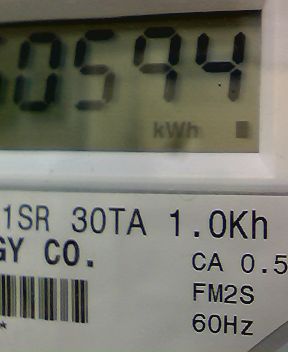 0594
kWh
1SR 30TA 1.0Kh
GY CO.
CA 0.5
FM2S
60Hz